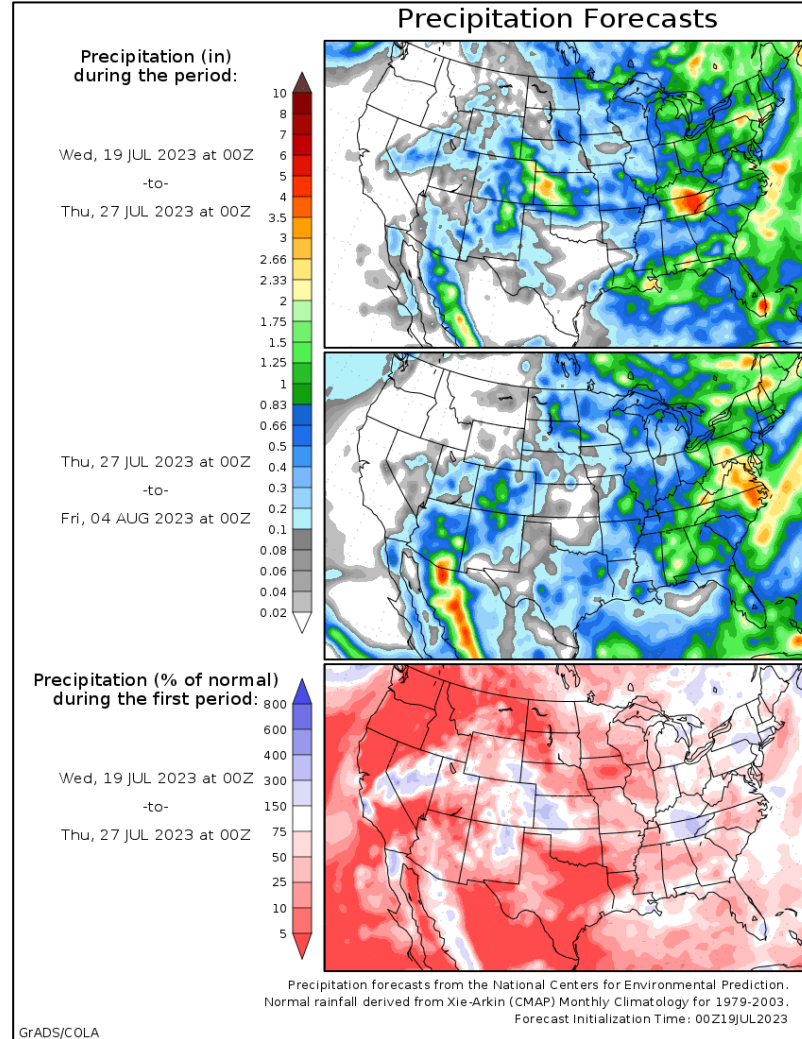 Precipitation Forecasts
Precipitation (in)
during the period:
Wed, 19 JUL 2023 at 00Z
-to-
Thu, 27 JUL 2023 at 00Z
10
8
7
6
5
4
3.5
3
2.66
2.33
2
1.75
1.5
1.25
1
0.83
0.66
0.5
0.4
0.3
0.2
0.1
0.08
0.06
0.04
0.02
Thu, 27 JUL 2023 at 00Z
-to-
Fri, 04 AUG 2023 at 00Z
Precipitation (% of normal)
during the first period:
Wed, 19 JUL 2023 at 00Z
-to-
Thu, 27 JUL 2023 at 00Z
800
600
400
300
150
75
50
25
10
5
Precipitation forecasts from the National Centers for Environmental Prediction.
Normal rainfall derived from Xie-Arkin (CMAP) Monthly Climatology for 1979-2003.
Forecast Initialization Time: 00Z19JUL2023
GrADS/COLA